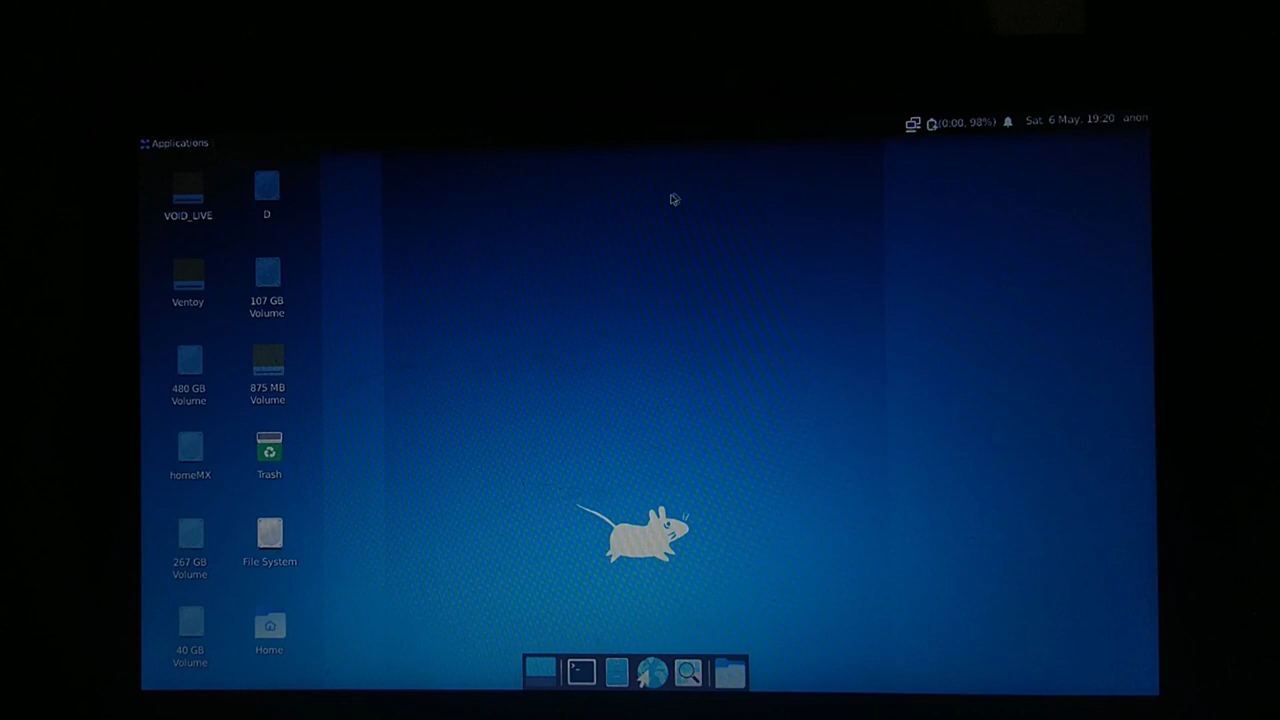 Applications
(0:00, 98%)
Sat 6 May, 19:20
anon
VOID_LIVE
D
Ventoy
107 GB
Volume
480 GB
Volume
875 MB
Volume
homeMX
Trash
267 GB
Volume
File System
40 GB
Volume
Home